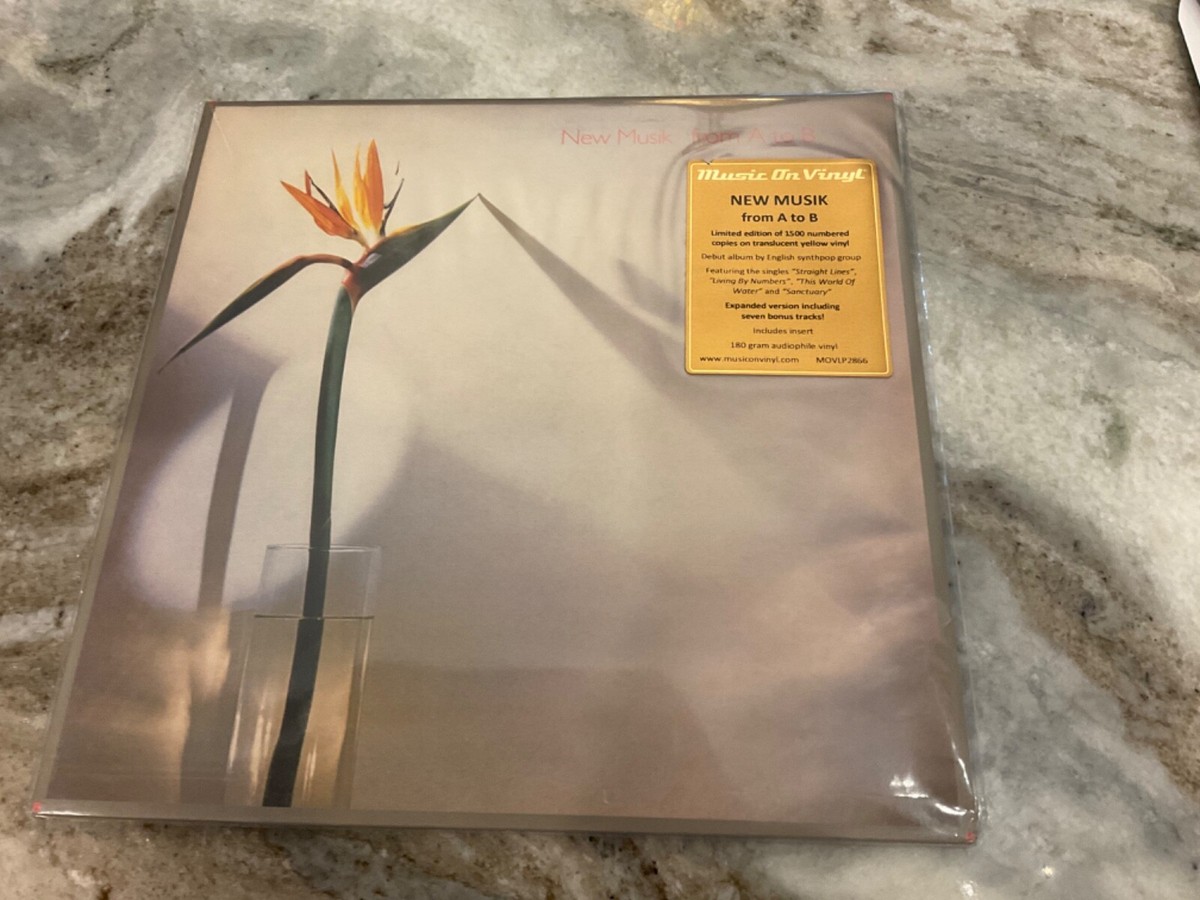 New Musik from A to B
Music On Vinyl
NEW MUSIK
from A to B
Limited edition of 1500 numbered
copies on translucent yellow vinyl
Debut album by English synthpop group
Featuring the singles "Straight Lines",
"Living By Numbers", "This World Of
Water" and "Sanctuary"
Expanded version including
seven bonus tracks!
Includes insert
180 gram audiophile vinyl
www.musiconvinyl.com MOVLP2866